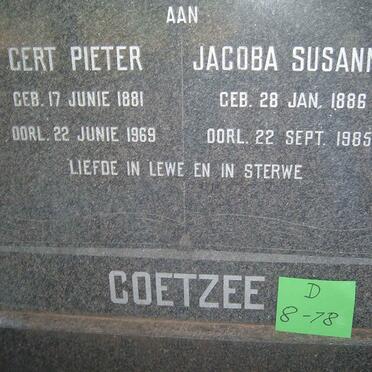 AAN
GERT PIETER JACOBA SUSANN
GEB. 17 JUNIE 1881 GEB. 28 JAN. 1886
OORL. 22 JUNIE 1969 OORL. 22 SEPT. 1985
LIEFDE IN LEWE EN IN STERWE
COETZEE
D
8-78